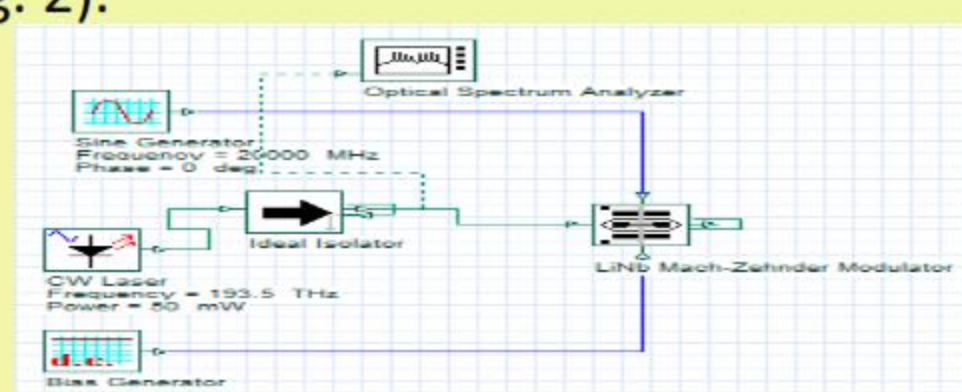 g. 2).
Optical Spectrum Analyzer
Sine Generator
Frequency = 20000 MHz
Phase = 0 deg
Ideal Isolator
LiNb Mach-Zehnder Modulator
CW Laser
Frequency = 193.5 THz
Power = 50 mW
d.c.
Bias Generator